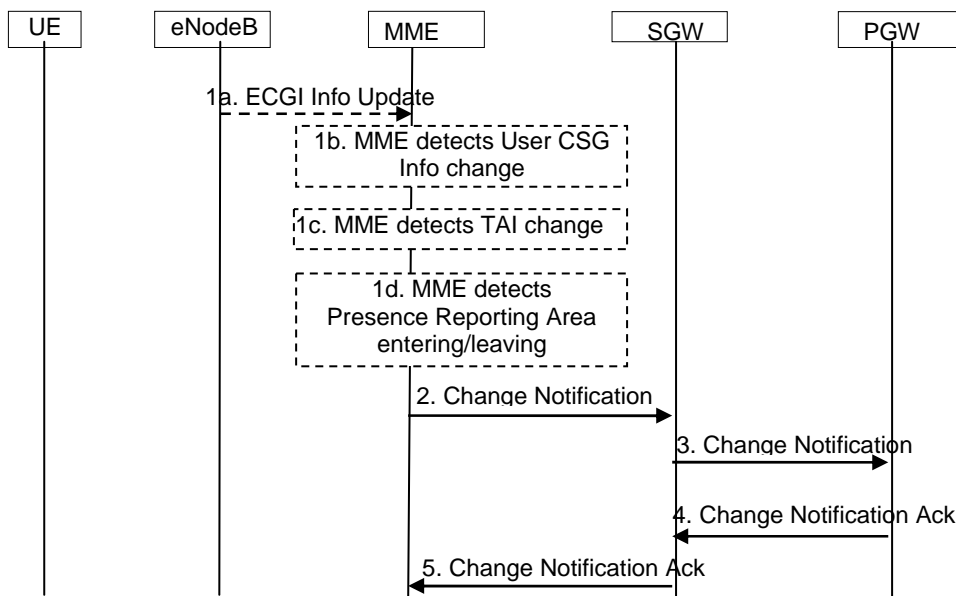 UE
eNodeB
MME
SGW
PGW
1a. ECGI Info Update
1b. MME detects User CSG
Info change
1c. MME detects TAI change
1d. MME detects
Presence Reporting Area
entering/leaving
2. Change Notification
3. Change Notification
4. Change Notification Ack
5. Change Notification Ack